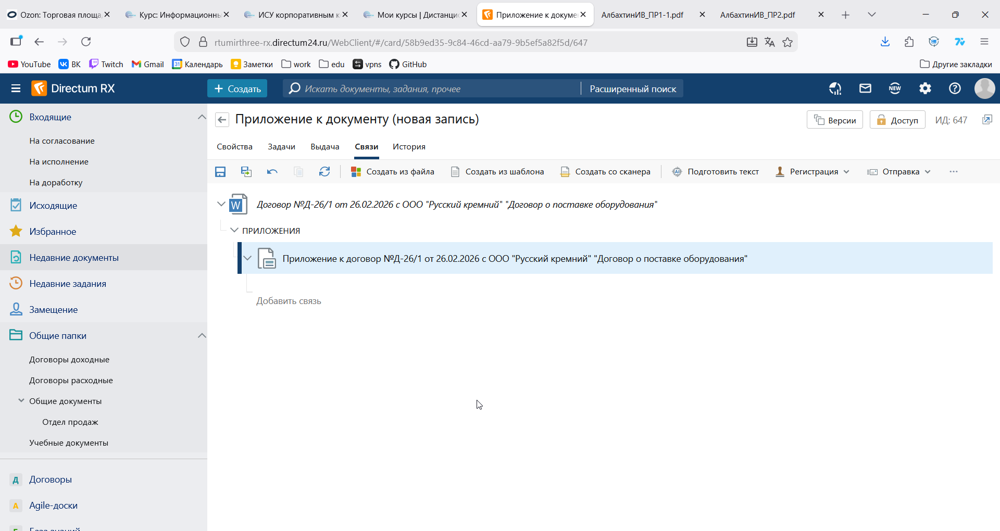 Ozon: Торговая площа
Курс: Информационны
ИСУ корпоративным к
Мои курсы | Дистанци
Приложение к докуме
АлбахтинИВ_ПР1-1.pdf
АлбахтинИВ_ПР2.pdf
rtumirthree-rx.directum24.ru/WebClient/#/card/58b9ed35-9c84-46cd-aa79-9b5ef5a82f5d/647
YouTube
ВК
Twitch
Gmail
31 Календарь
Заметки
work
edu
vpns
GitHub
Другие закладки
Directum RX
Создать
Искать документы, задания, прочее
Расширенный поиск
NEW
Входящие
На согласование
На исполнение
На доработку
Исходящие
Избранное
Недавние документы
Недавние задания
Замещение
Общие папки
Договоры доходные
Договоры расходные
Общие документы
Отдел продаж
Учебные документы
Д Договоры
А Agile-доски
База знаний
Приложение к документу (новая запись)
Версии
Доступ
ИД: 647
Свойства
Задачи
Выдача
Связи
История
Создать из файла
Создать из шаблона
Создать со сканера
AI Подготовить текст
Регистрация
Отправка
W Договор №Д-26/1 от 26.02.2026 с ООО "Русский кремний" "Договор о поставке оборудования"
ПРИЛОЖЕНИЯ
Приложение к договор №Д-26/1 от 26.02.2026 с ООО "Русский кремний" "Договор о поставке оборудования"
Добавить связь